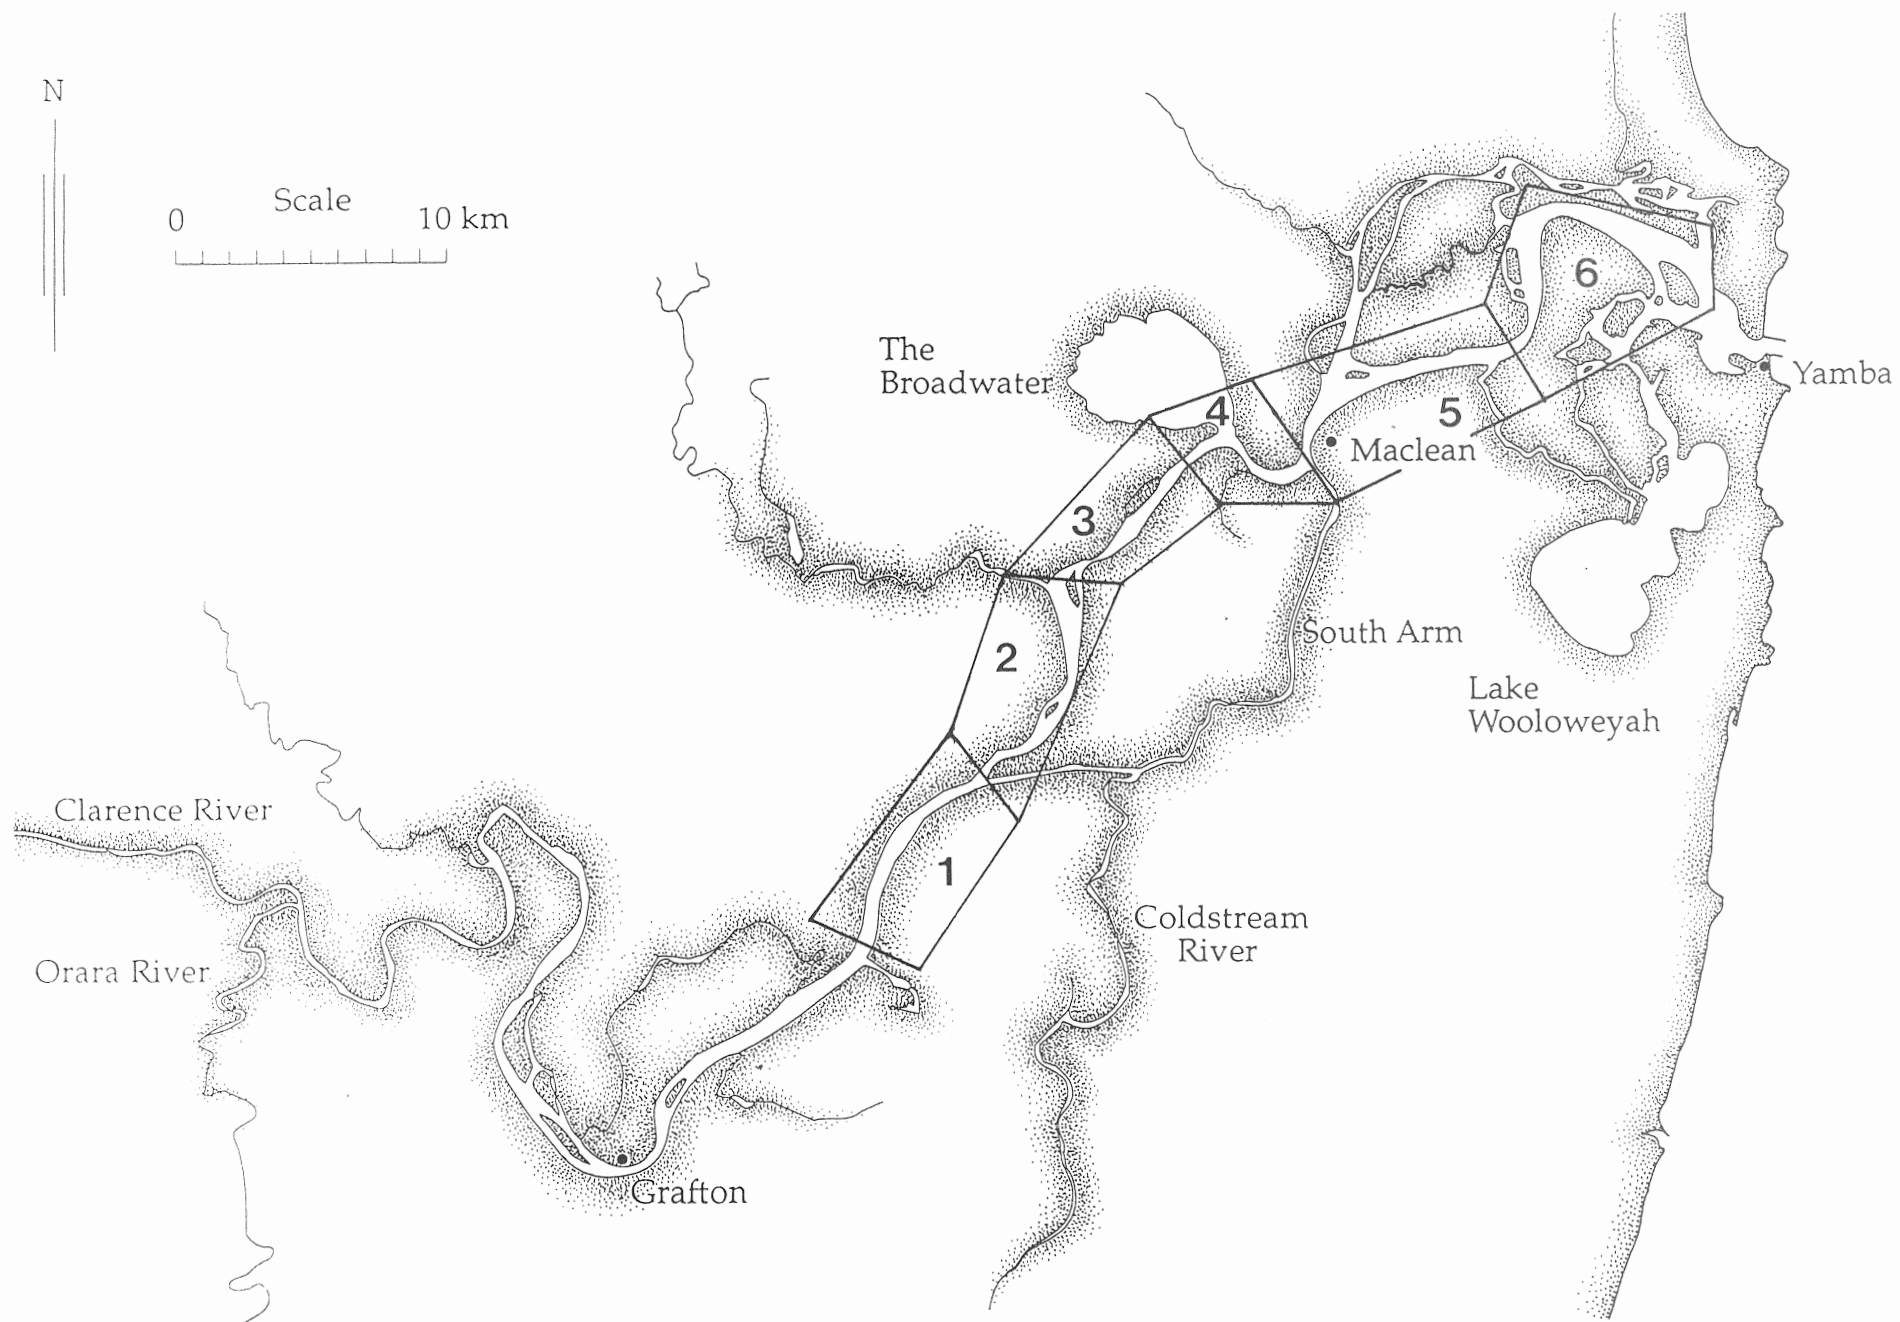 N
Scale
0 10 km
The
Broadwater
6
Yamba
4
5
Maclean
3
2
South Arm
Lake
Wooloweyah
Clarence River
1
Coldstream
River
Orara River
Grafton